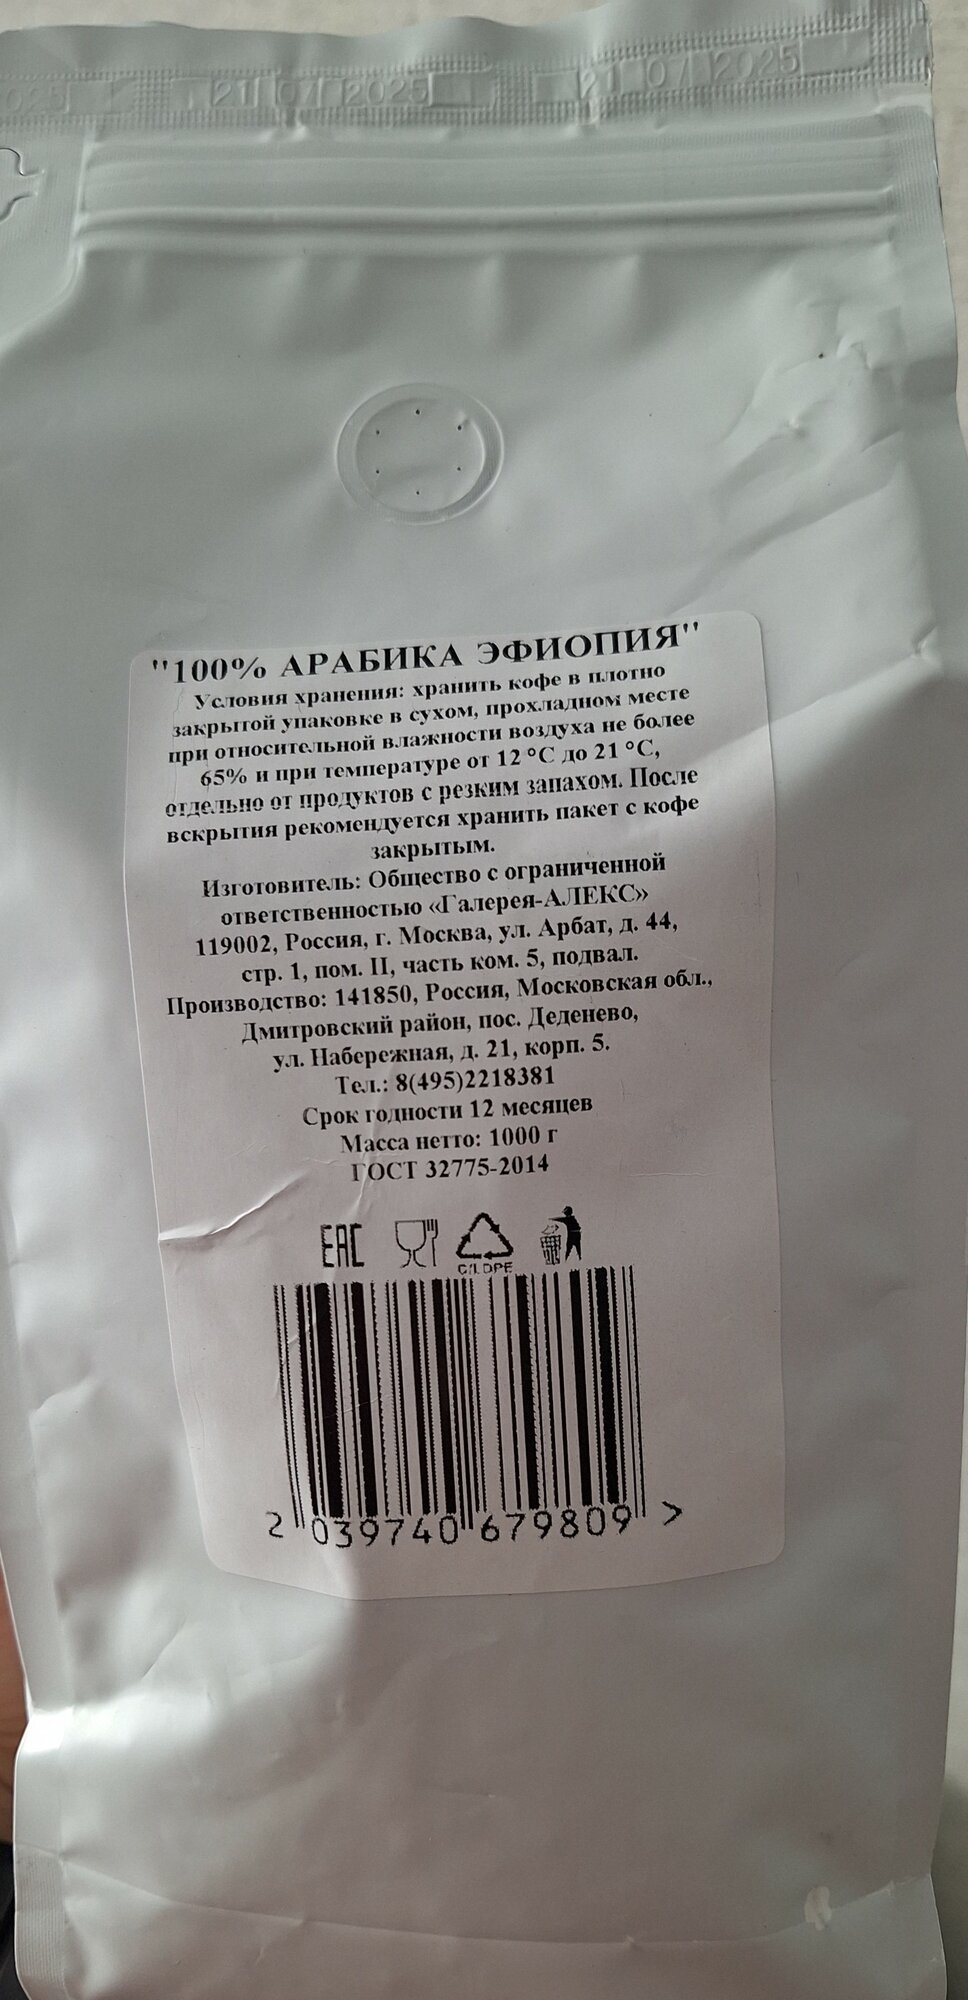 025 21 07 2025 21 07 2025
"100% АРАБИКА ЭФИОПИЯ"
Условия хранения: хранить кофе в плотно
закрытой упаковке в сухом, прохладном месте
при относительной влажности воздуха не более
65% и при температуре от 12 °C до 21 °C,
отдельно от продуктов с резким запахом. После
вскрытия рекомендуется хранить пакет с кофе
закрытым.
Изготовитель: Общество с ограниченной
ответственностью «Галерея-АЛЕКС»
119002, Россия, г. Москва, ул. Арбат, д. 44,
стр. 1, пом. II, часть ком. 5, подвал.
Производство: 141850, Россия, Московская обл.,
Дмитровский район, пос. Деденево,
ул. Набережная, д. 21, корп. 5.
Тел.: 8(495)2218381
Срок годности 12 месяцев
Масса нетто: 1000 г
ГОСТ 32775-2014
EAC
C/LDPE
2 039740 679809 >